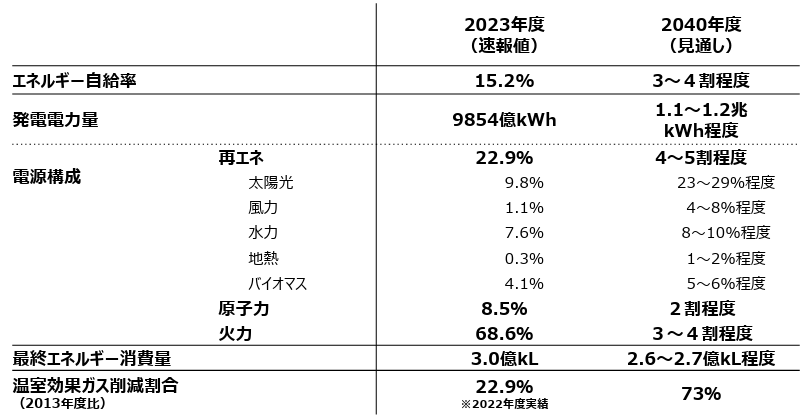 2023年度 2040年度
（速報値） （見通し）
エネルギー自給率 15.2% 3～４割程度
発電電力量 9854億kWh 1.1～1.2兆
kWh程度
再エネ 22.9% 4～5割程度
電源構成
太陽光 9.8% 23～29%程度
風力 1.1% 4～8%程度
水力 7.6% 8～10%程度
地熱 0.3% 1～2%程度
バイオマス 4.1% 5～6%程度
原子力 8.5% ２割程度
火力 68.6% ３～４割程度
最終エネルギー消費量 3.0億kL 2.6～2.7億kL程度
温室効果ガス削減割合 22.9% 73%
（2013年度比） ※2022年度実績